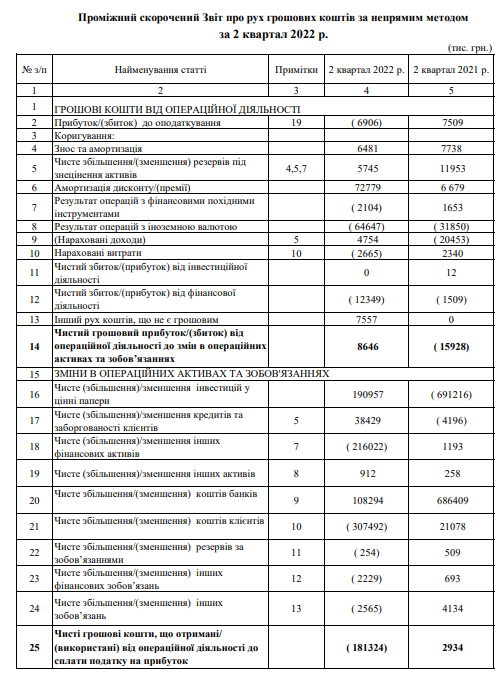 Проміжний скорочений Звіт про рух грошових коштів за непрямим методом
за 2 квартал 2022 р.
(тис. грн.)
№ з/п Найменування статті Примітки 2 квартал 2022 р. 2 квартал 2021 р.
1 2 3 4 5
1 ГРОШОВІ КОШТИ ВІД ОПЕРАЦІЙНОЇ ДІЯЛЬНОСТІ
2 Прибуток/(збиток) до оподаткування 19 ( 6906) 7509
3 Коригування:
4 Знос та амортизація 6481 7738
5 Чисте збільшення/(зменшення) резервів під
знецінення активів 4,5,7 5745 11953
6 Амортизація дисконту/(премії) 72779 6 679
7 Результат операцій з фінансовими похідними
інструментами ( 2104) 1653
8 Результат операцій з іноземною валютою ( 64647) ( 31850)
9 (Нараховані доходи) 5 4754 ( 20453)
10 Нараховані витрати 10 ( 2665) 2340
11 Чистий збиток/(прибуток) від інвестиційної
діяльності 0 12
12 Чистий збиток/(прибуток) від фінансової
діяльності ( 12349) ( 1509)
13 Інший рух коштів, що не є грошовим 7557 0
14 Чистий грошовий прибуток/(збиток) від
операційної діяльності до змін в операційних
активах та зобов’язаннях 8646 ( 15928)
15 ЗМІНИ В ОПЕРАЦІЙНИХ АКТИВАХ ТА ЗОБОВ'ЯЗАННЯХ
16 Чисте (збільшення)/зменшення інвестицій у
цінні папери 190957 ( 691216)
17 Чисте (збільшення)/зменшення кредитів та
заборгованості клієнтів 5 38429 ( 4196)
18 Чисте (збільшення)/зменшення інших
фінансових активів 7 ( 216022) 1193
19 Чисте (збільшення)/зменшення інших активів 8 912 258
20 Чисте збільшення/(зменшення) коштів банків 9 108294 686409
21 Чисте збільшення/(зменшення) коштів клієнтів 10 ( 307492) 21078
22 Чисте збільшення/(зменшення) резервів за
зобов’язаннями 11 ( 254) 509
23 Чисте збільшення/(зменшення) інших
фінансових зобов’язань 12 ( 2229) 693
24 Чисте збільшення/(зменшення) інших
зобов’язань 13 ( 2565) 4134
25 Чисті грошові кошти, що отримані/
(використані) від операційної діяльності до
сплати податку на прибуток ( 181324) 2934